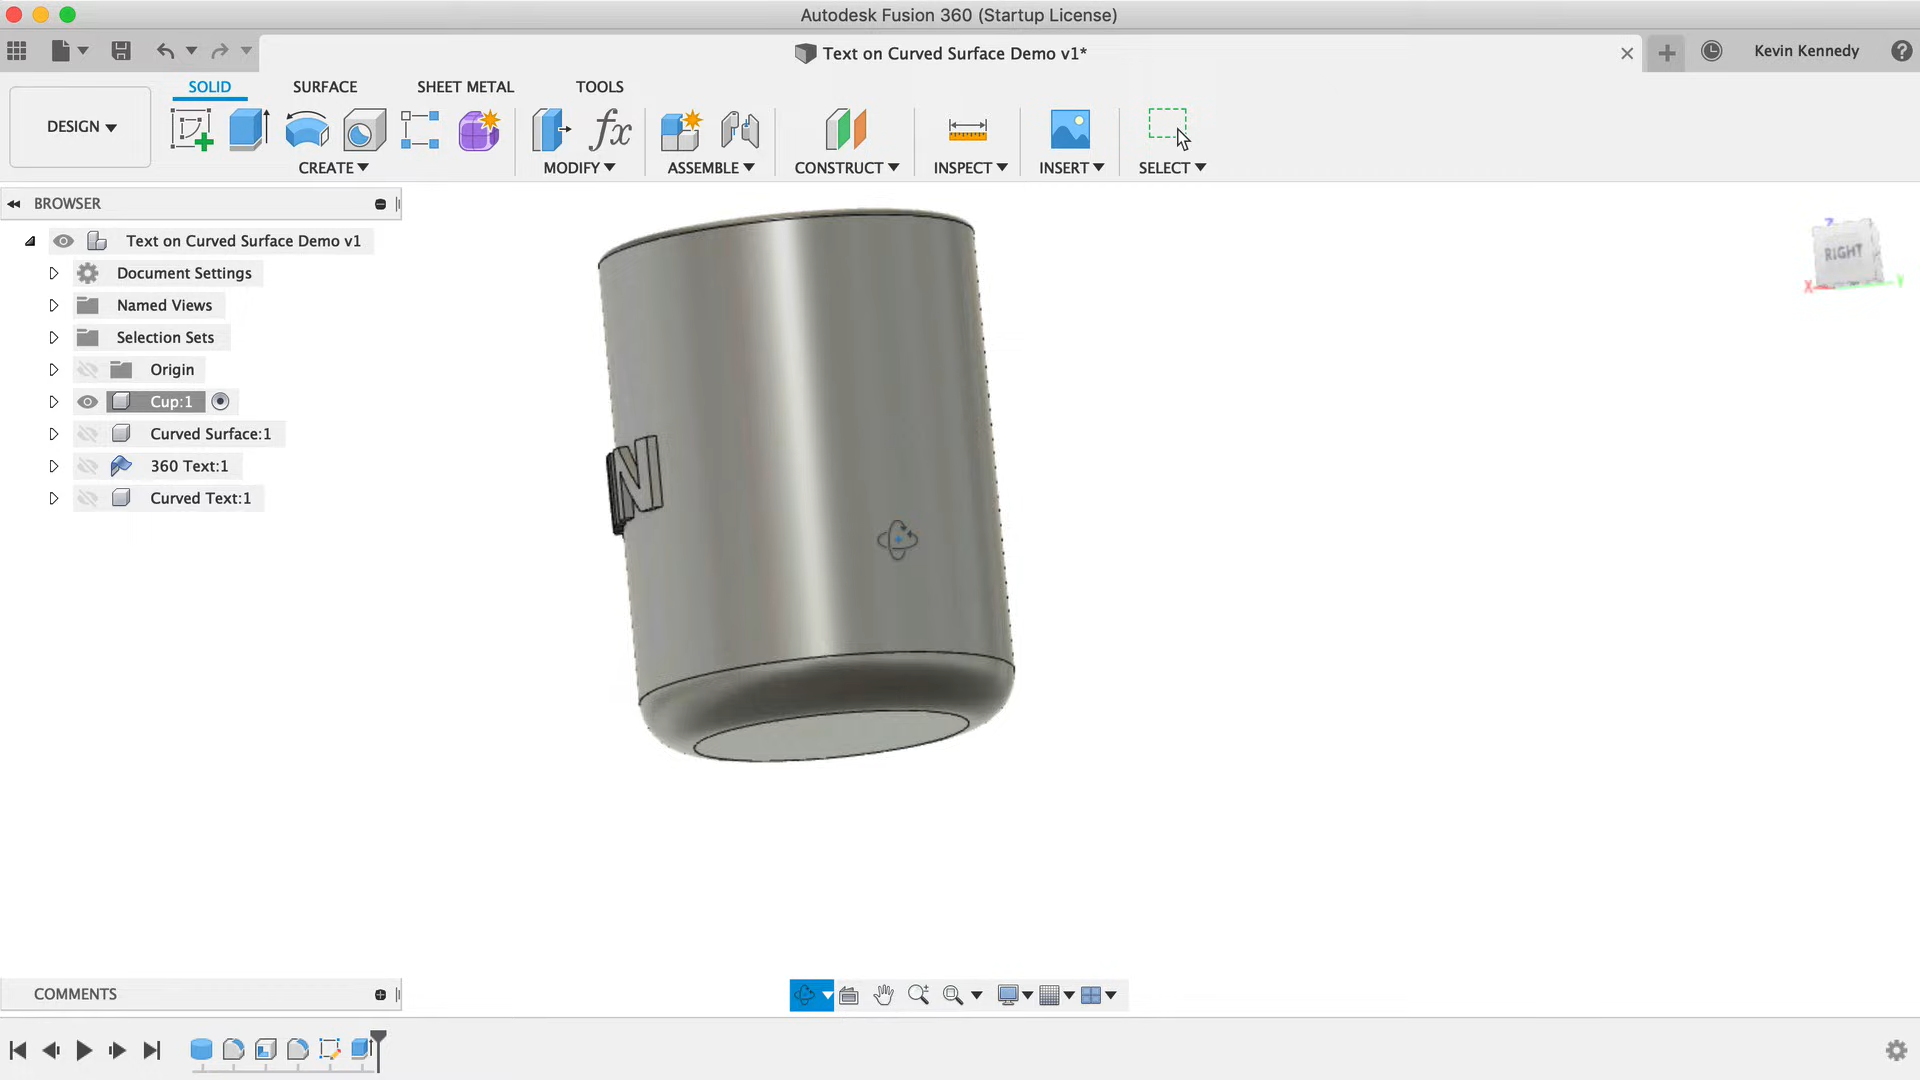 Autodesk Fusion 360 (Startup License)
Text on Curved Surface Demo v1*
Kevin Kennedy
SOLID SURFACE SHEET METAL TOOLS
DESIGN
CREATE MODIFY ASSEMBLE CONSTRUCT INSPECT INSERT SELECT
BROWSER
Text on Curved Surface Demo v1
Document Settings
Named Views
Selection Sets
Origin
Cup:1
Curved Surface:1
360 Text:1
Curved Text:1
N
Z
RIGHT
X
Y
COMMENTS